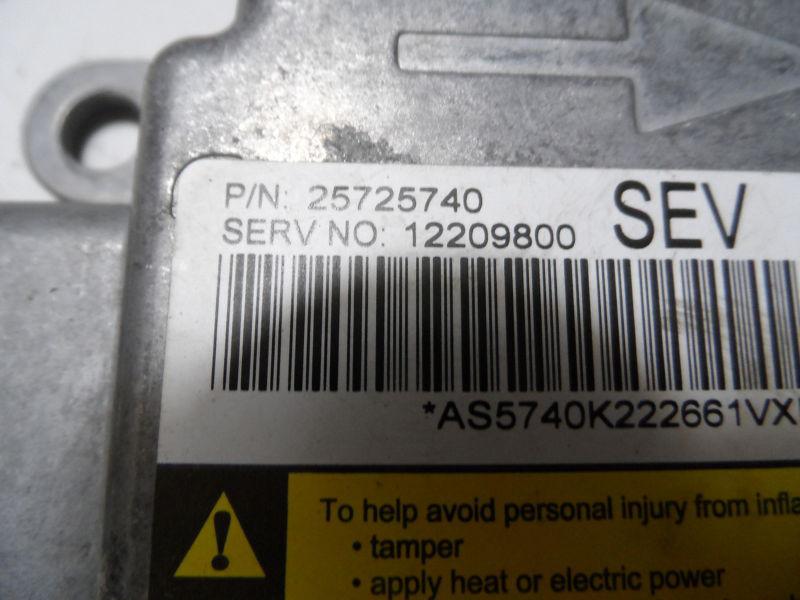 P/N: 25725740
SERV NO: 12209800
SEV
*AS5740K222661VX
To help avoid personal injury from
• tamper
• apply heat or electric power